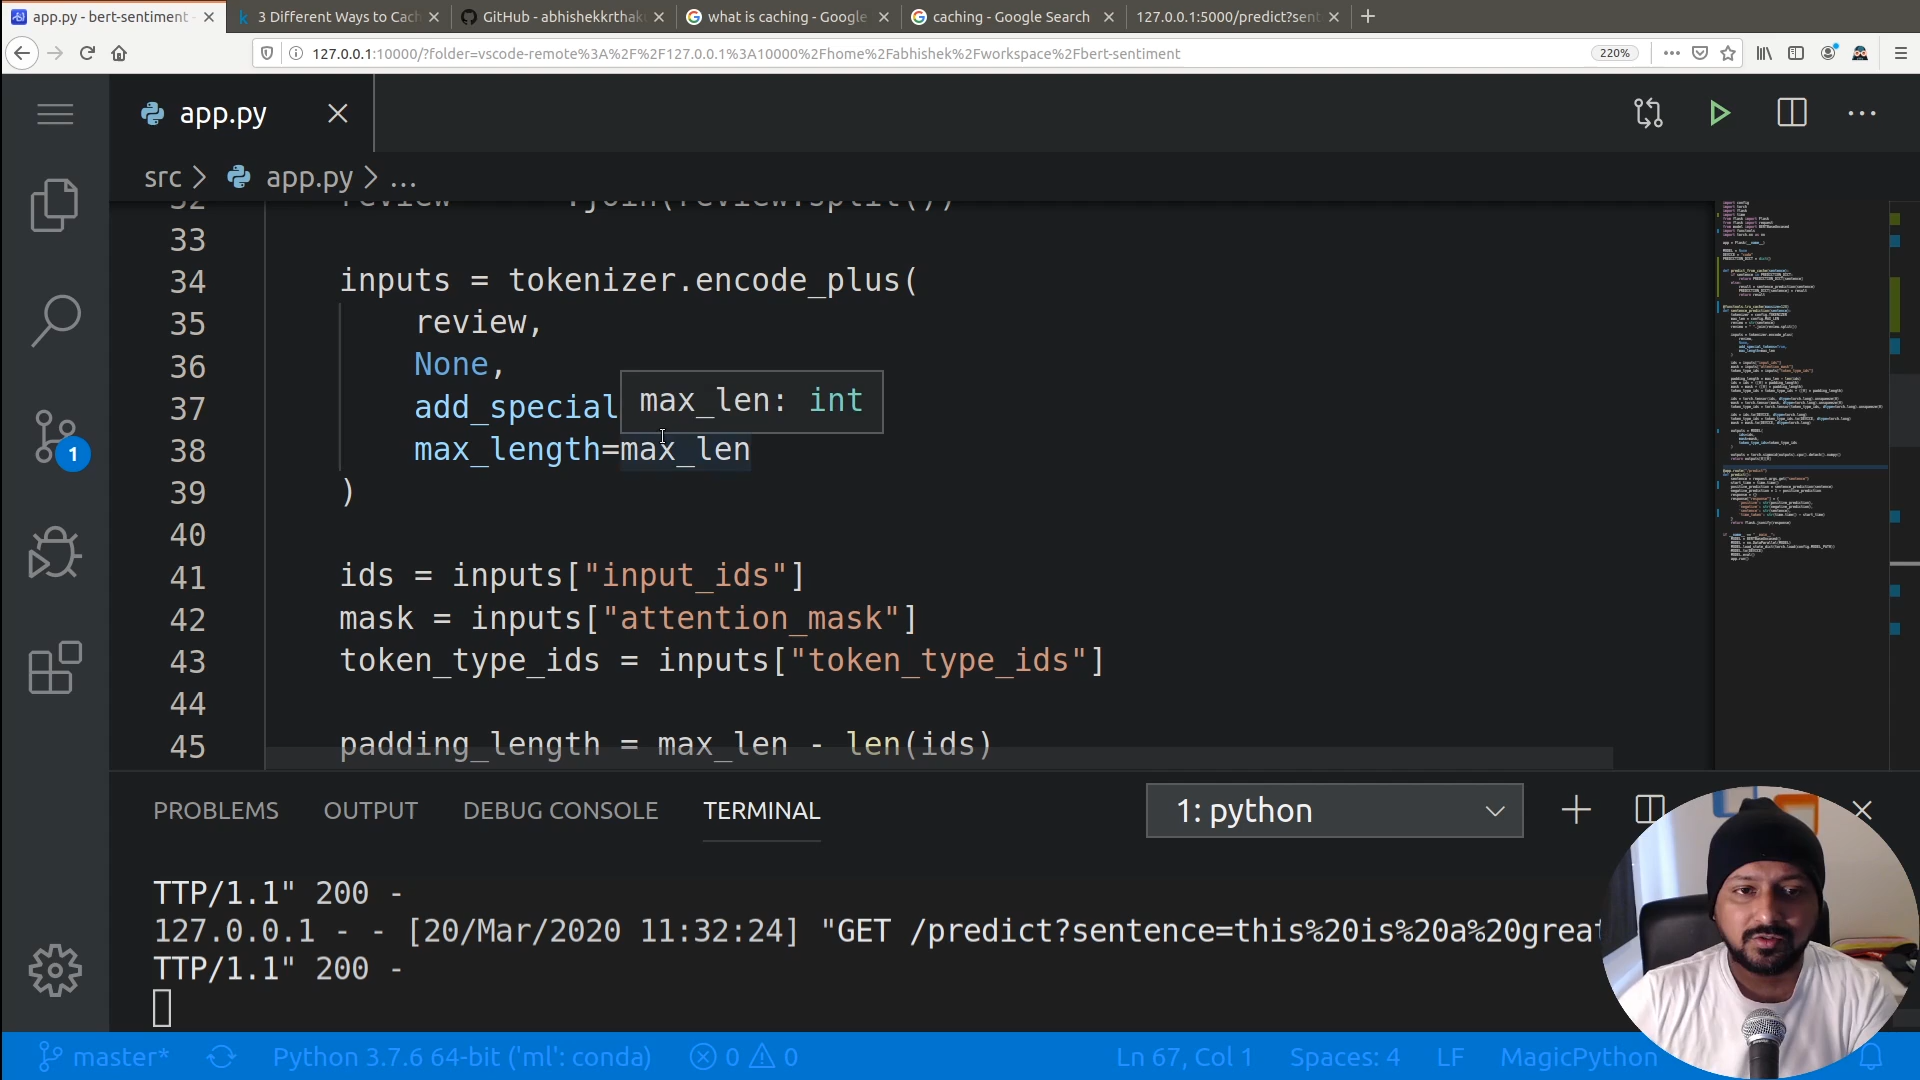 app.py - bert-sentiment -
3 Different Ways to Cach
GitHub - abhishekkrthak
what is caching - Google
caching - Google Search
127.0.0.1:5000/predict?sent
127.0.0.1:10000/?folder=vscode-remote%3A%2F%2F127.0.0.1%3A10000%2Fhome%2Fabhishek%2Fworkspace%2Fbert-sentiment
220%
app.py
src > app.py > ...
32 review .join(review.split())
33
34 inputs = tokenizer.encode_plus(
35 review,
36 None,
37 add_special
max_len: int
38 max_length=max_len
39 )
40
41 ids = inputs["input_ids"]
42 mask = inputs["attention_mask"]
43 token_type_ids = inputs["token_type_ids"]
44
45 padding_length = max_len - len(ids)
1
PROBLEMS OUTPUT DEBUG CONSOLE TERMINAL
1: python
TTP/1.1" 200 -
127.0.0.1 - - [20/Mar/2020 11:32:24] "GET /predict?sentence=this%20is%20a%20great
TTP/1.1" 200 -
master* Python 3.7.6 64-bit ('ml': conda) 0 0 Ln 67, Col 1 Spaces: 4 LF MagicPython